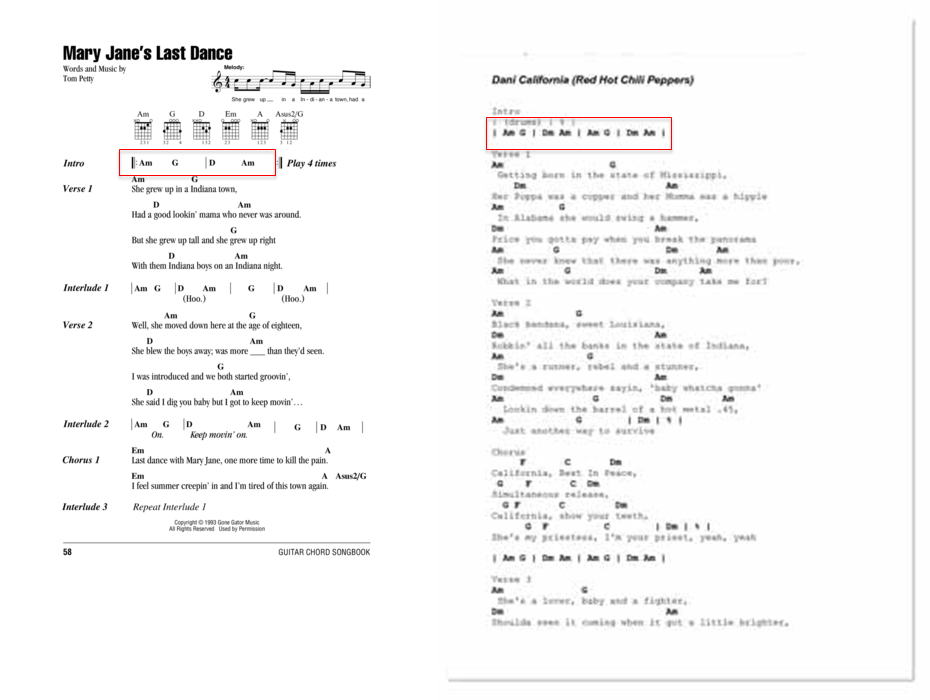 Mary Jane's Last Dance
Words and Music by
Tom Petty
Melody:
She grew up __ in a In - di - an - a town, had a
Am G D Em A Asus2/G
231 32 4 132 23 123 3 12
Intro Am G D Am Play 4 times
Am G
Verse 1 She grew up in a Indiana town,
D Am
Had a good lookin' mama who never was around.
G
But she grew up tall and she grew up right
D Am
With them Indiana boys on an Indiana night.
Interlude 1 |Am G |D Am | G |D Am |
(Hoo.) (Hoo.)
Am G
Verse 2 Well, she moved down here at the age of eighteen,
D Am
She blew the boys away; was more ___ than they'd seen.
G
I was introduced and we both started groovin',
D Am
She said I dig you baby but I got to keep movin'…
Interlude 2 |Am G |D Am | G |D Am |
On. Keep movin' on.
Em A
Chorus 1 Last dance with Mary Jane, one more time to kill the pain.
Em A Asus2/G
I feel summer creepin' in and I'm tired of this town again.
Interlude 3 Repeat Interlude 1
Copyright © 1993 Gone Gator Music
All Rights Reserved Used by Permission
58 GUITAR CHORD SONGBOOK
Dani California (Red Hot Chili Peppers)
Intro
| (drums) | % |
| Am G | Dm Am | Am G | Dm Am |
Verse 1
Am G
Getting born in the state of Mississippi,
Dm Am
Her Poppa was a copper and her Momma was a hippie
Am G
In Alabama she would swing a hammer,
Dm Am
Price you gotta pay when you break the panorama
Am G Dm Am
She never knew that there was anything more than poor,
Am G Dm Am
What in the world does your company take me for?
Verse 2
Am G
Black bandana, sweet Louisiana,
Dm Am
Robbin' all the banks in the state of Indiana,
Am G
She's a runner, rebel and a stunner,
Dm Am
Condemned everywhere sayin, 'baby whatcha gonna'
Am G Dm Am
Lookin down the barrel of a hot metal .45,
Am G | Dm | % |
Just another way to survive
Chorus
F C Dm
California, Rest In Peace,
G F C Dm
Simultaneous release,
G F C Dm
California, show your teeth,
G F C | Dm | % |
She's my priestess, I'm your priest, yeah, yeah
| Am G | Dm Am | Am G | Dm Am |
Verse 3
Am G
She's a lover, baby and a fighter,
Dm Am
Shoulda seen it coming when it got a little brighter,